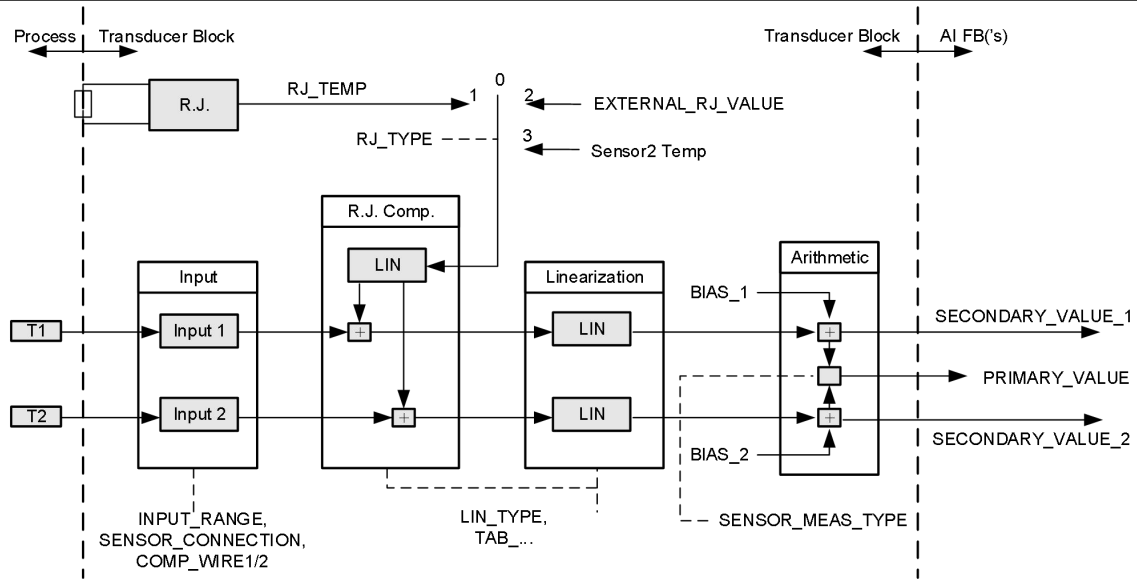 Process
Transducer Block
Transducer Block
AI FB('s)
R.J.
RJ_TEMP
0
1
2
EXTERNAL_RJ_VALUE
RJ_TYPE
3
Sensor2 Temp
R.J. Comp.
LIN
Input
Linearization
Arithmetic
BIAS_1
T1
Input 1
+
LIN
+
SECONDARY_VALUE_1
PRIMARY_VALUE
T2
Input 2
+
LIN
+
SECONDARY_VALUE_2
BIAS_2
INPUT_RANGE,
SENSOR_CONNECTION,
COMP_WIRE1/2
LIN_TYPE,
TAB_...
SENSOR_MEAS_TYPE